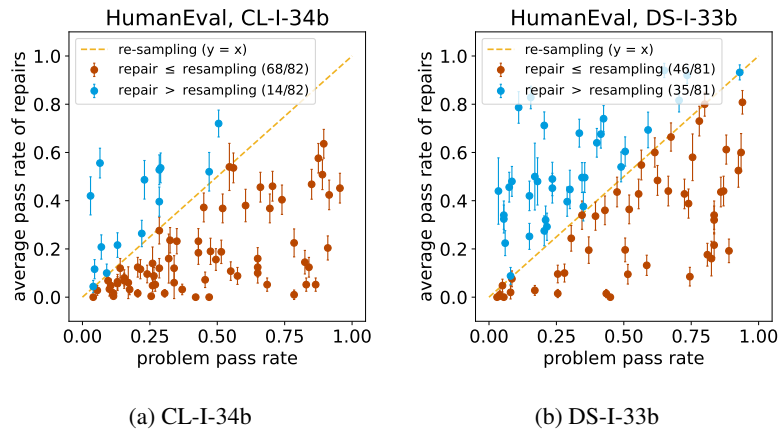 HumanEval, CL-I-34b
re-sampling (y = x)
repair ≤ resampling (68/82)
repair > resampling (14/82)
average pass rate of repairs
1.0
0.8
0.6
0.4
0.2
0.0
0.00 0.25 0.50 0.75 1.00
problem pass rate
(a) CL-I-34b
HumanEval, DS-I-33b
re-sampling (y = x)
repair ≤ resampling (46/81)
repair > resampling (35/81)
average pass rate of repairs
1.0
0.8
0.6
0.4
0.2
0.0
0.00 0.25 0.50 0.75 1.00
problem pass rate
(b) DS-I-33b